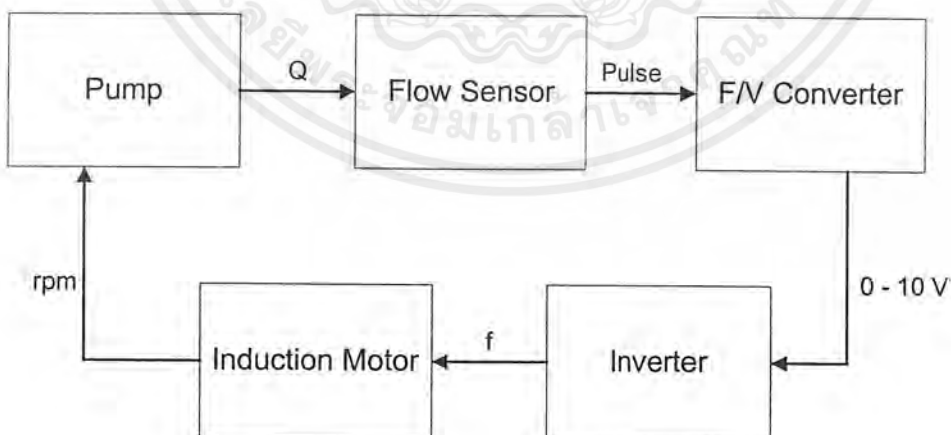 Pump
Q
Flow Sensor
Pulse
F/V Converter
0 - 10 V
Inverter
f
Induction Motor
rpm